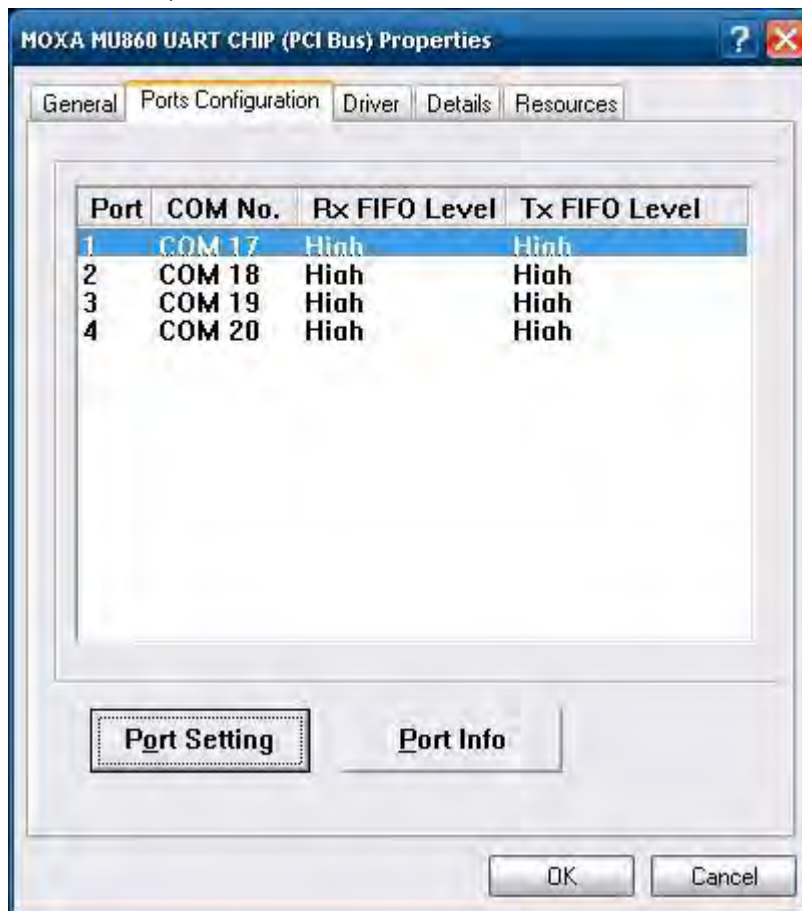 MOXA MU860 UART CHIP (PCI Bus) Properties
General Ports Configuration Driver Details Resources
Port COM No. Rx FIFO Level Tx FIFO Level
1 COM 17 High High
2 COM 18 High High
3 COM 19 High High
4 COM 20 High High
Port Setting Port Info
OK Cancel